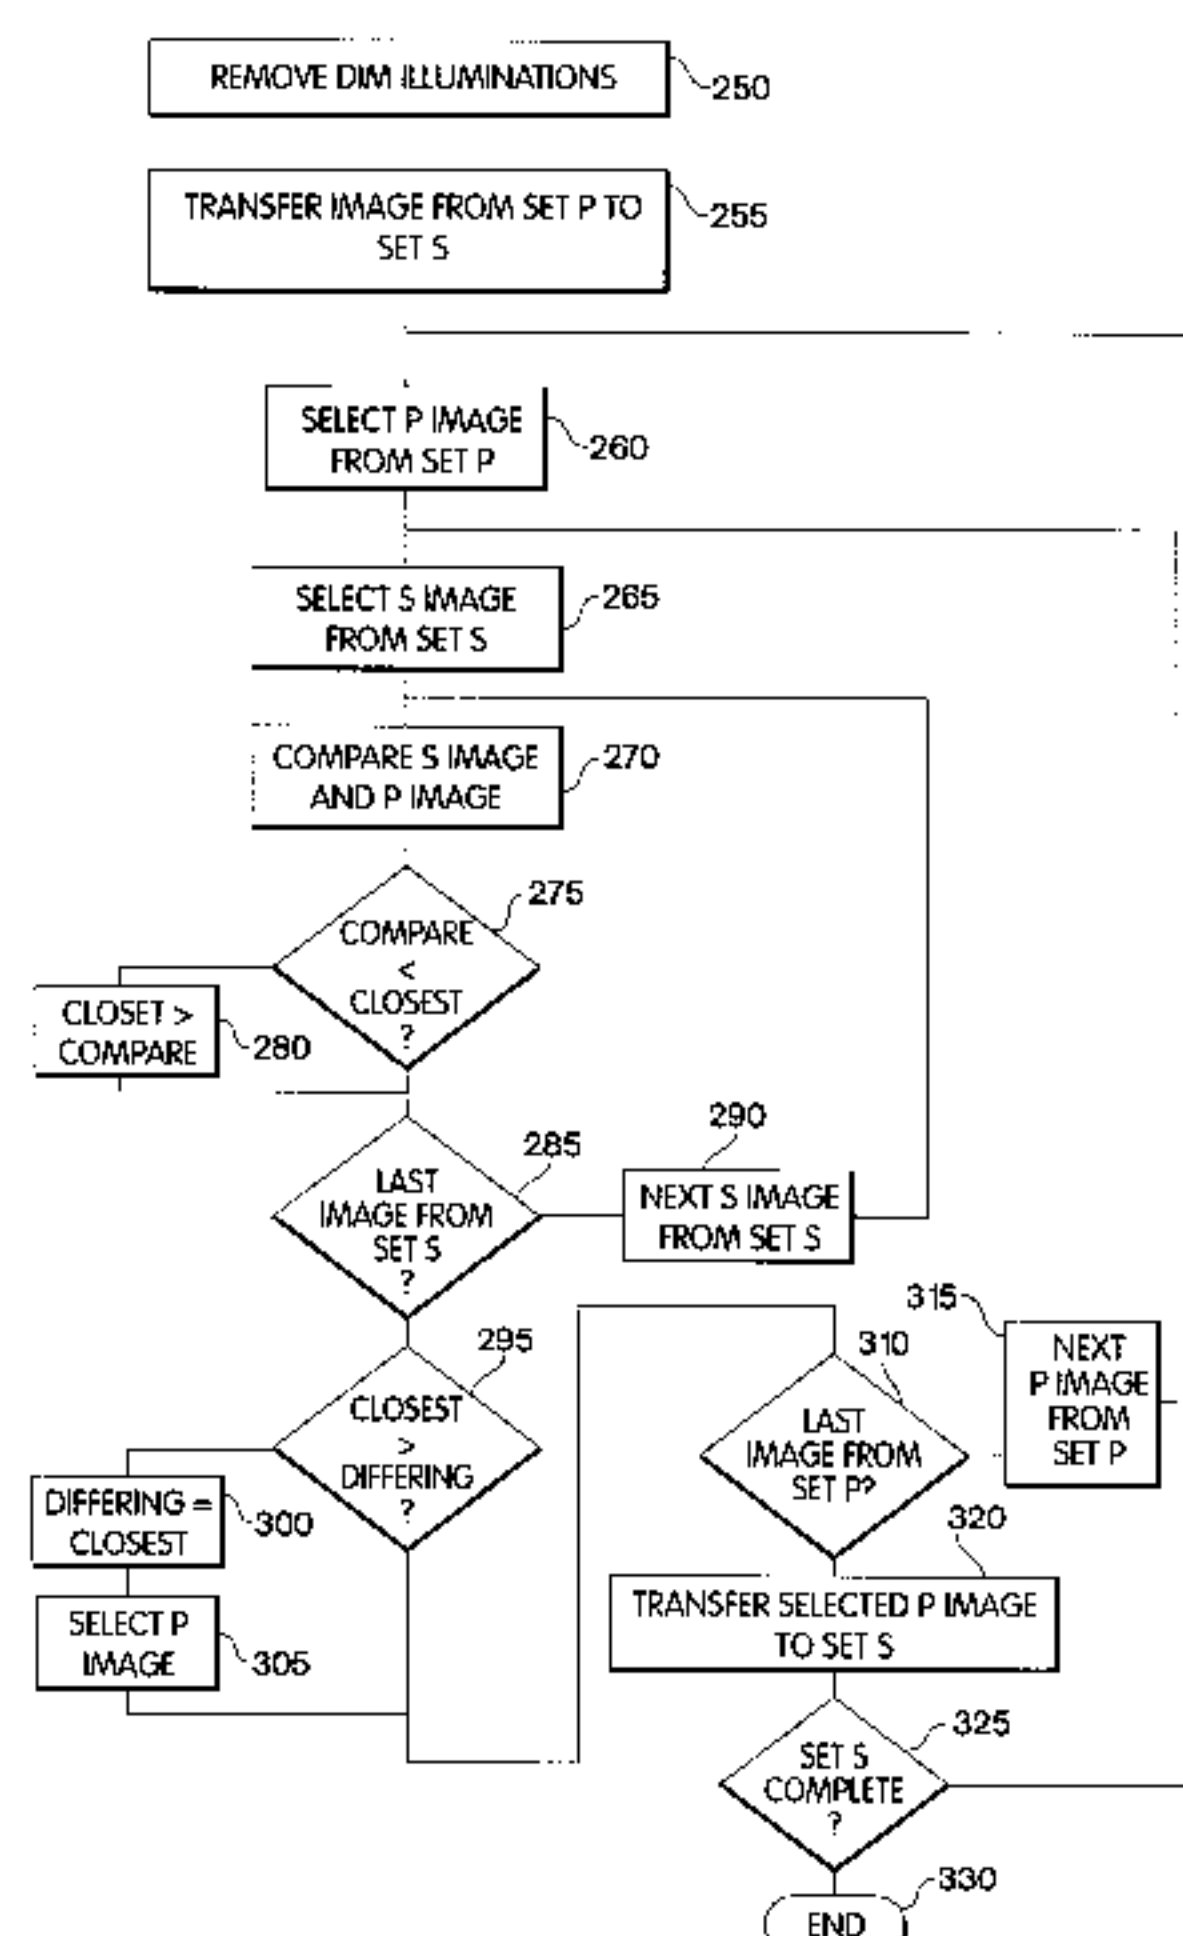 REMOVE DIM ILLUMINATIONS
250
TRANSFER IMAGE FROM SET P TO
SET S
255
SELECT P IMAGE
FROM SET P
260
SELECT S IMAGE
FROM SET S
265
COMPARE S IMAGE
AND P IMAGE
270
COMPARE
<
CLOSEST
?
275
CLOSET >
COMPARE
280
LAST
IMAGE FROM
SET S
?
285
NEXT S IMAGE
FROM SET S
290
CLOSEST
>
DIFFERING
?
295
DIFFERING =
CLOSEST
300
SELECT P
IMAGE
305
LAST
IMAGE FROM
SET P?
310
NEXT
P IMAGE
FROM
SET P
315
TRANSFER SELECTED P IMAGE
TO SET S
320
SET S
COMPLETE
?
325
END
330